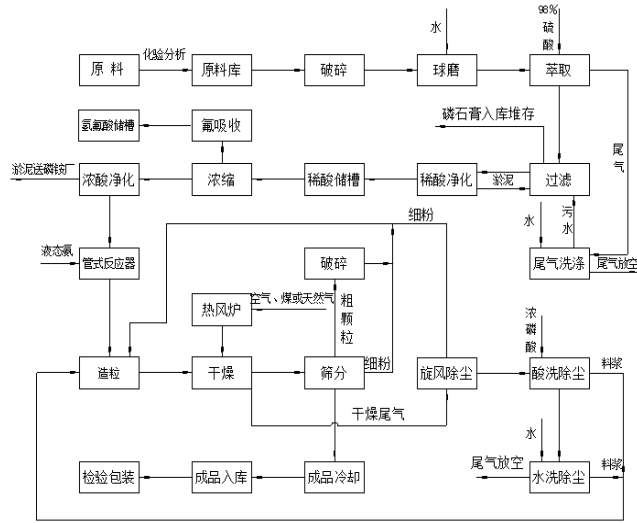 水
98%
硫
酸
原 料
化验分析
原料库
破碎
球磨
萃取
氢氟酸储槽
氟吸收
磷石膏入库堆存
尾
气
淤泥送磷铵厂
浓酸净化
浓缩
稀酸储槽
稀酸净化
淤泥
过滤
细粉
水
污
水
液态氨
管式反应器
破碎
尾气洗涤
尾气放空
热风炉
空气、煤或天然气
粗
颗
粒
浓
磷
酸
造粒
干燥
筛分
细粉
旋风除尘
酸洗除尘
料浆
干燥尾气
水
检验包装
成品入库
成品冷却
尾气放空
水洗除尘
料浆